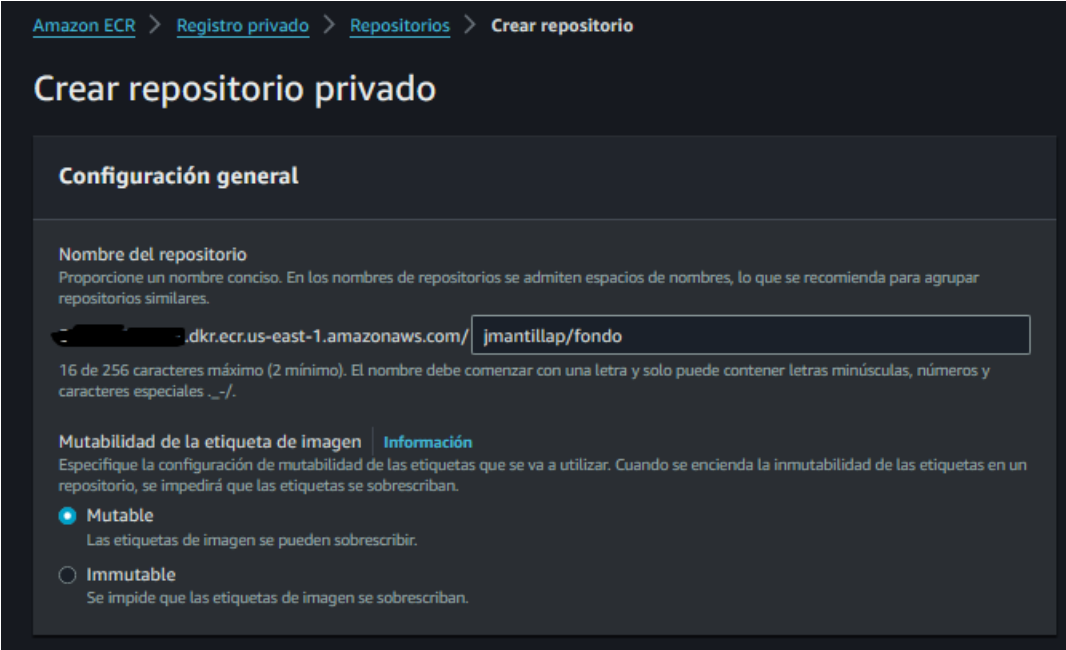 Amazon ECR > Registro privado > Repositorios > Crear repositorio
Crear repositorio privado
Configuración general
Nombre del repositorio
Proporcione un nombre conciso. En los nombres de repositorios se admiten espacios de nombres, lo que se recomienda para agrupar
repositorios similares.
.dkr.ecr.us-east-1.amazonaws.com/ jmantillap/fondo
16 de 256 caracteres máximo (2 mínimo). El nombre debe comenzar con una letra y solo puede contener letras minúsculas, números y
caracteres especiales ._-/.
Mutabilidad de la etiqueta de imagen Información
Especifique la configuración de mutabilidad de las etiquetas que se va a utilizar. Cuando se encienda la inmutabilidad de las etiquetas en un
repositorio, se impedirá que las etiquetas se sobrescriban.
Mutable
Las etiquetas de imagen se pueden sobrescribir.
Immutable
Se impide que las etiquetas de imagen se sobrescriban.